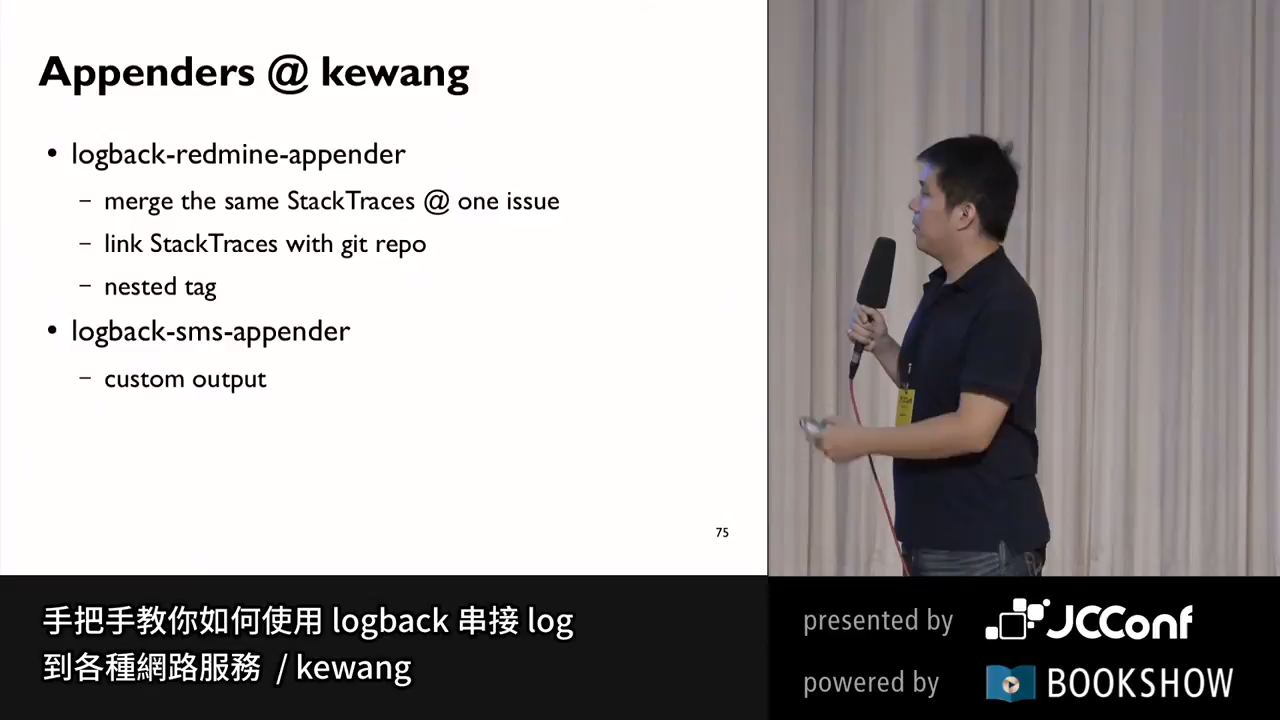 Appenders @ kewang
• logback-redmine-appender
– merge the same StackTraces @ one issue
– link StackTraces with git repo
– nested tag
• logback-sms-appender
– custom output
75
手把手教你如何使用 logback 串接 log
到各種網路服務 / kewang
presented by JCConf
powered by BOOKSHOW